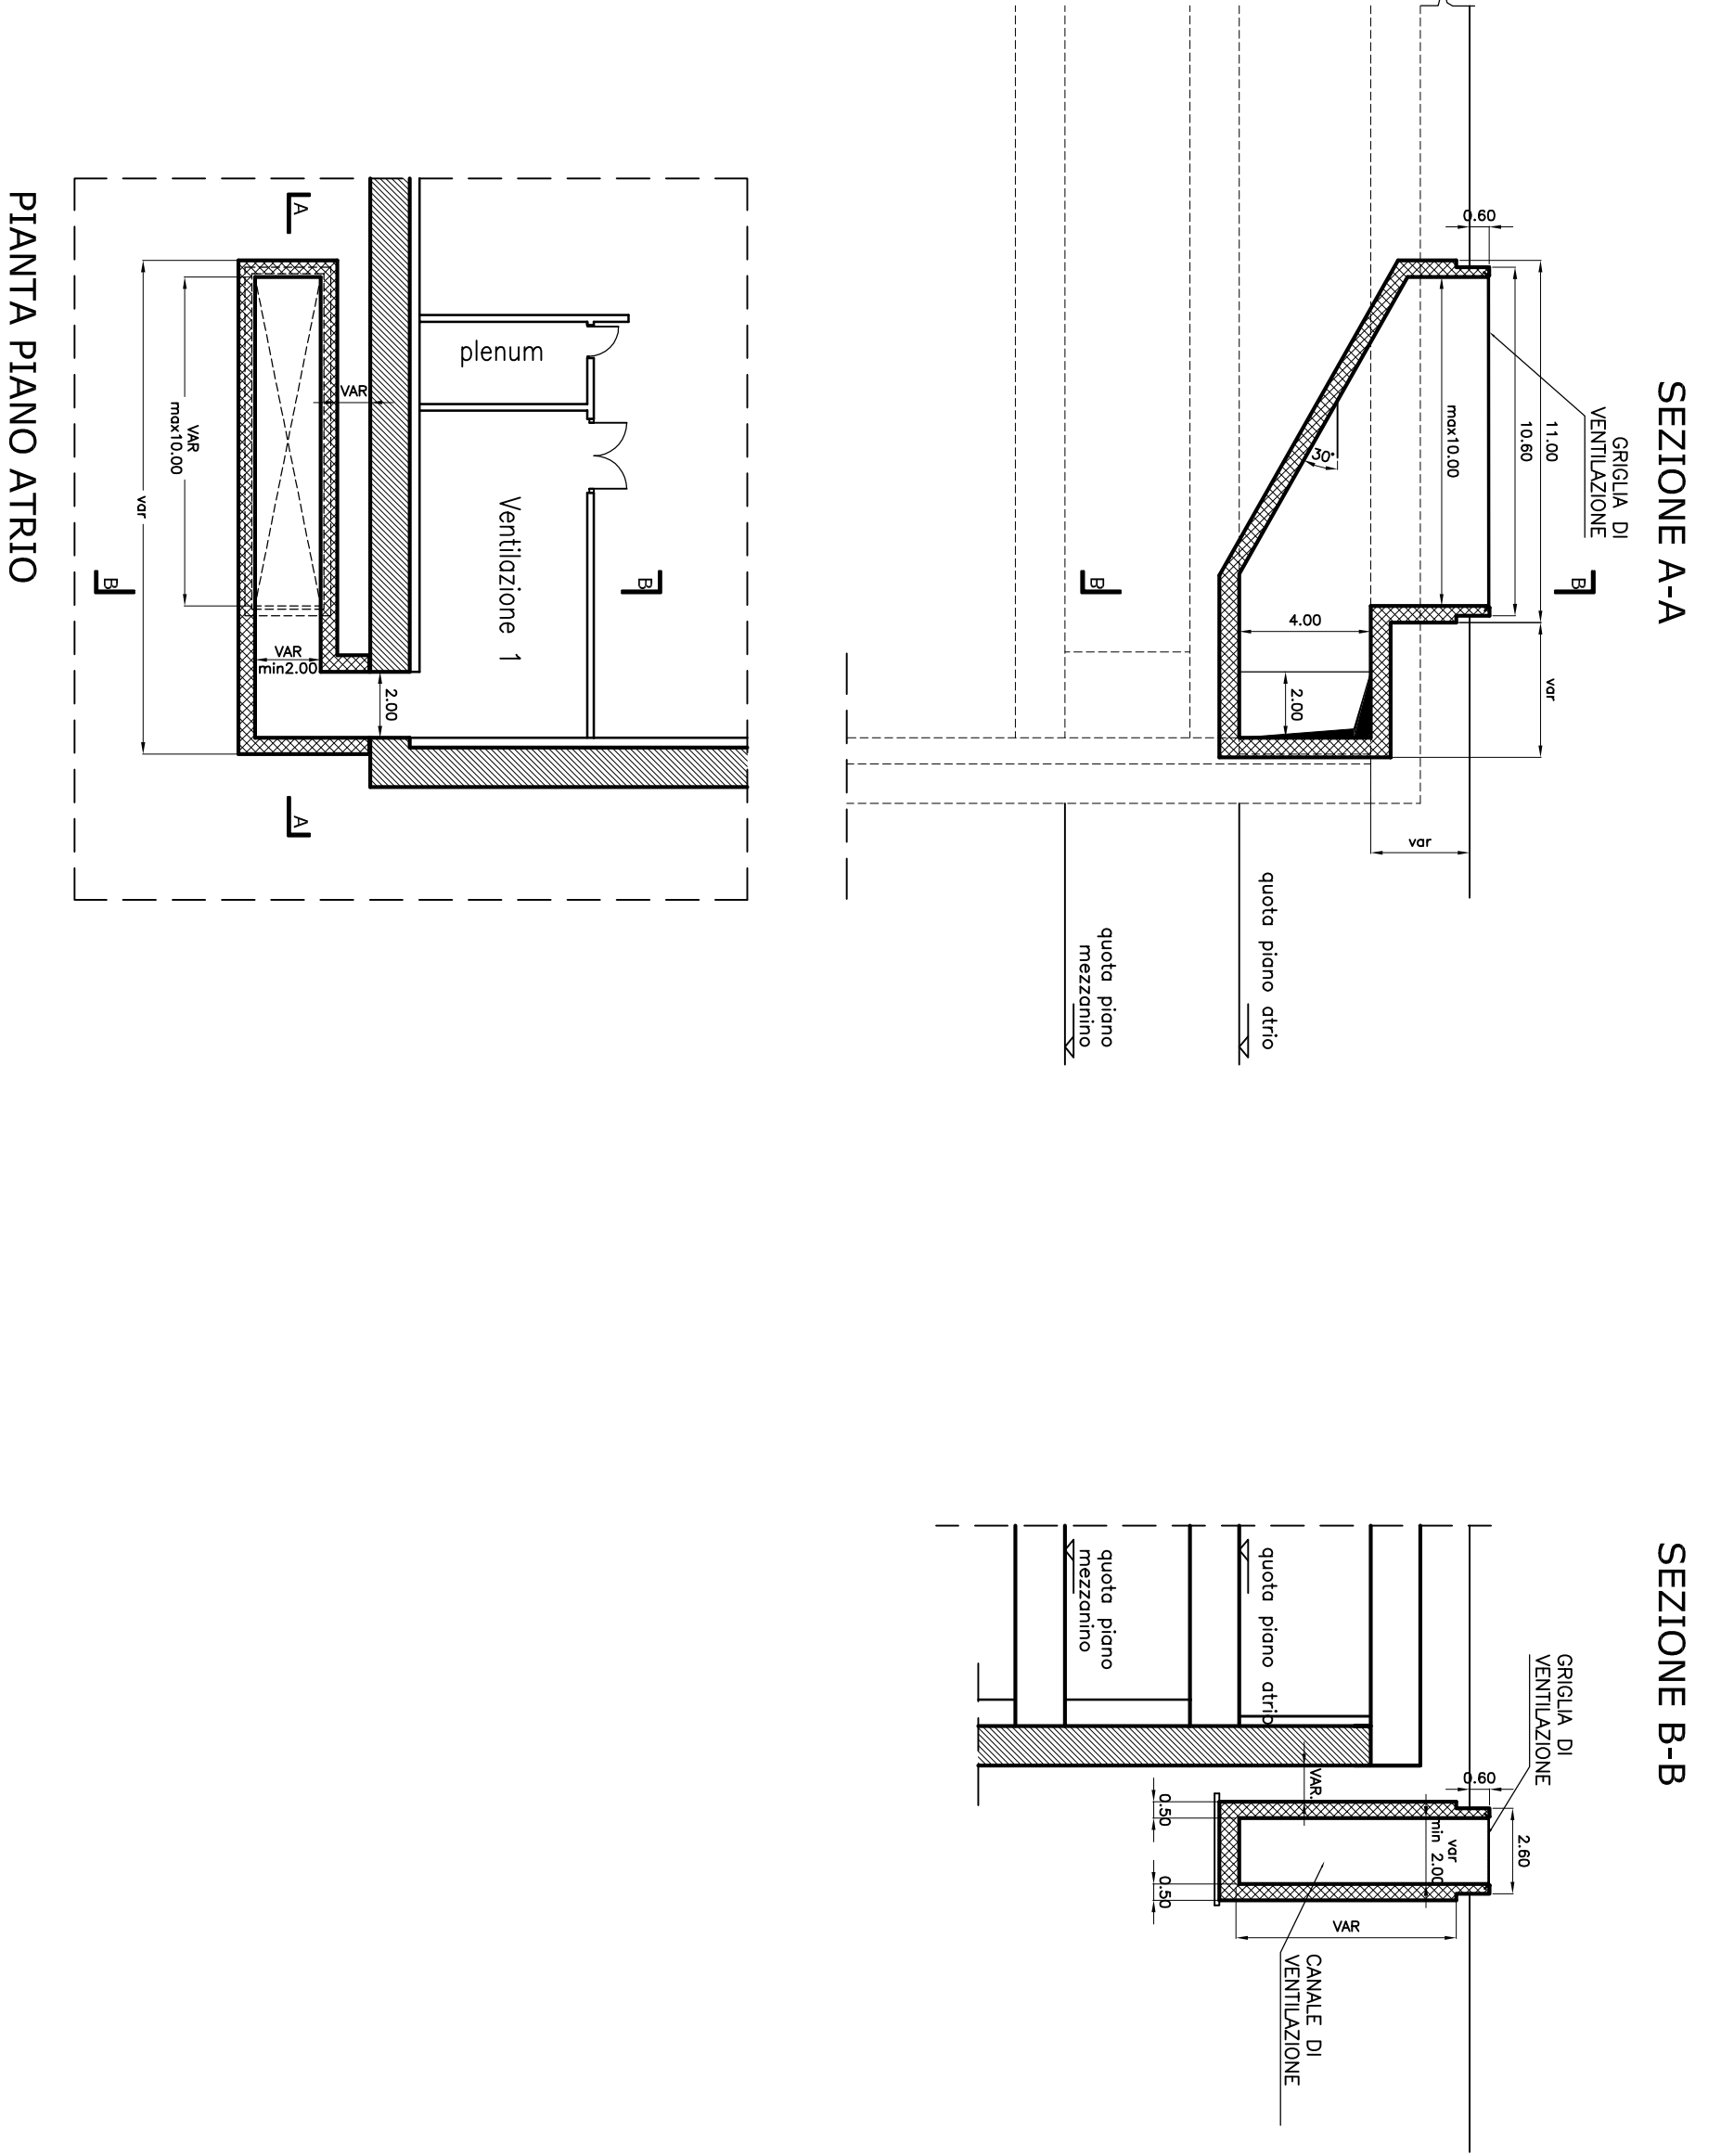 SEZIONE A-A
GRIGLIA DI
VENTILAZIONE
B
11.00
10.60
0.60
max10.00
30°
var
4.00
2.00
var
B
quota piano atrio
quota piano
mezzanino
SEZIONE B-B
GRIGLIA DI
VENTILAZIONE
0.60
2.60
var
min 2.00
VAR.
VAR
0.50
0.50
CANALE DI
VENTILAZIONE
quota piano atrio
quota piano
mezzanino
B
plenum
Ventilazione 1
2.00
VAR
VAR
min2.00
A
A
VAR
max10.00
var
B
PIANTA PIANO ATRIO